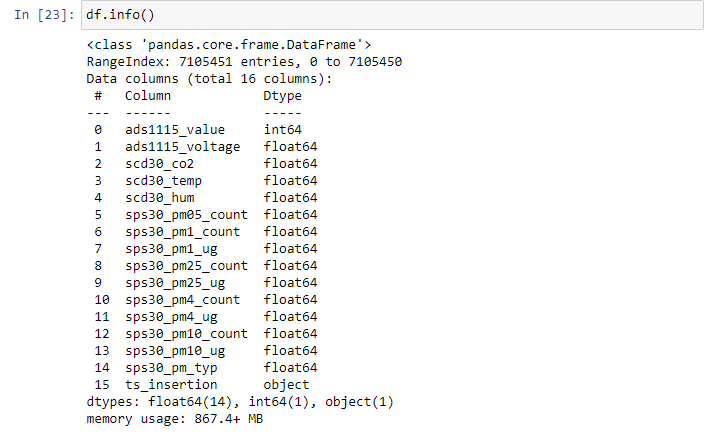 In [23]: df.info()
<class 'pandas.core.frame.DataFrame'>
RangeIndex: 7105451 entries, 0 to 7105450
Data columns (total 16 columns):
 #   Column            Dtype
---  ------            -----
 0   ads1115_value     int64
 1   ads1115_voltage   float64
 2   scd30_co2         float64
 3   scd30_temp        float64
 4   scd30_hum         float64
 5   sps30_pm05_count  float64
 6   sps30_pm1_count   float64
 7   sps30_pm1_ug      float64
 8   sps30_pm25_count  float64
 9   sps30_pm25_ug     float64
 10  sps30_pm4_count   float64
 11  sps30_pm4_ug      float64
 12  sps30_pm10_count  float64
 13  sps30_pm10_ug     float64
 14  sps30_pm_typ      float64
 15  ts_insertion      object
dtypes: float64(14), int64(1), object(1)
memory usage: 867.4+ MB